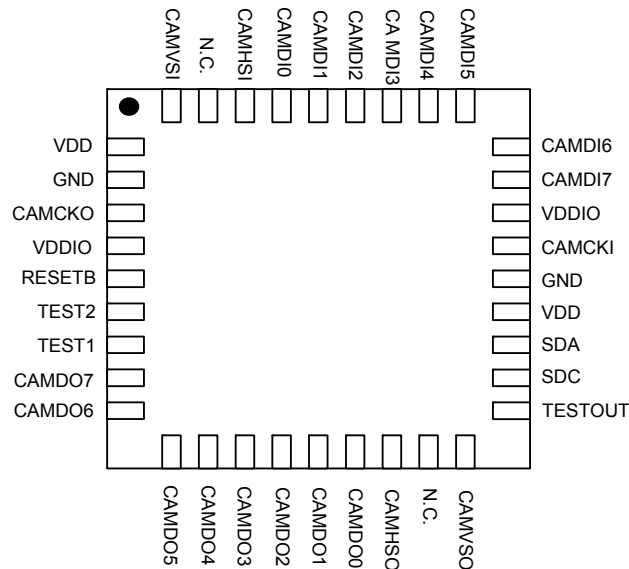 CAMVSI
N.C.
CAMHSI
CAMDI0
CAMDI1
CAMDI2
CA MDI3
CAMDI4
CAMDI5
VDD
GND
CAMCKO
VDDIO
RESETB
TEST2
TEST1
CAMDO7
CAMDO6
CAMDI6
CAMDI7
VDDIO
CAMCKI
GND
VDD
SDA
SDC
TESTOUT
CAMDO5
CAMDO4
CAMDO3
CAMDO2
CAMDO1
CAMDO0
CAMHSO
N.C.
CAMVSO